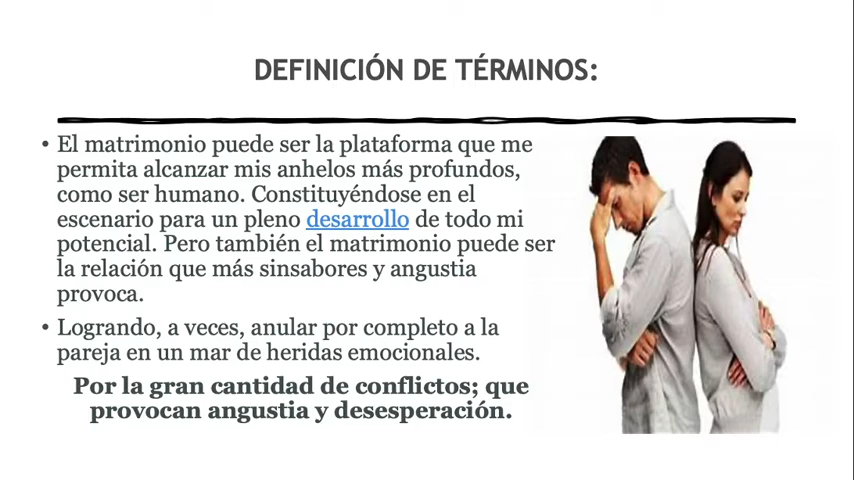 DEFINICIÓN DE TÉRMINOS:
• El matrimonio puede ser la plataforma que me
permita alcanzar mis anhelos más profundos,
como ser humano. Constituyéndose en el
escenario para un pleno desarrollo de todo mi
potencial. Pero también el matrimonio puede ser
la relación que más sinsabores y angustia
provoca.
• Logrando, a veces, anular por completo a la
pareja en un mar de heridas emocionales.
Por la gran cantidad de conflictos; que
provocan angustia y desesperación.